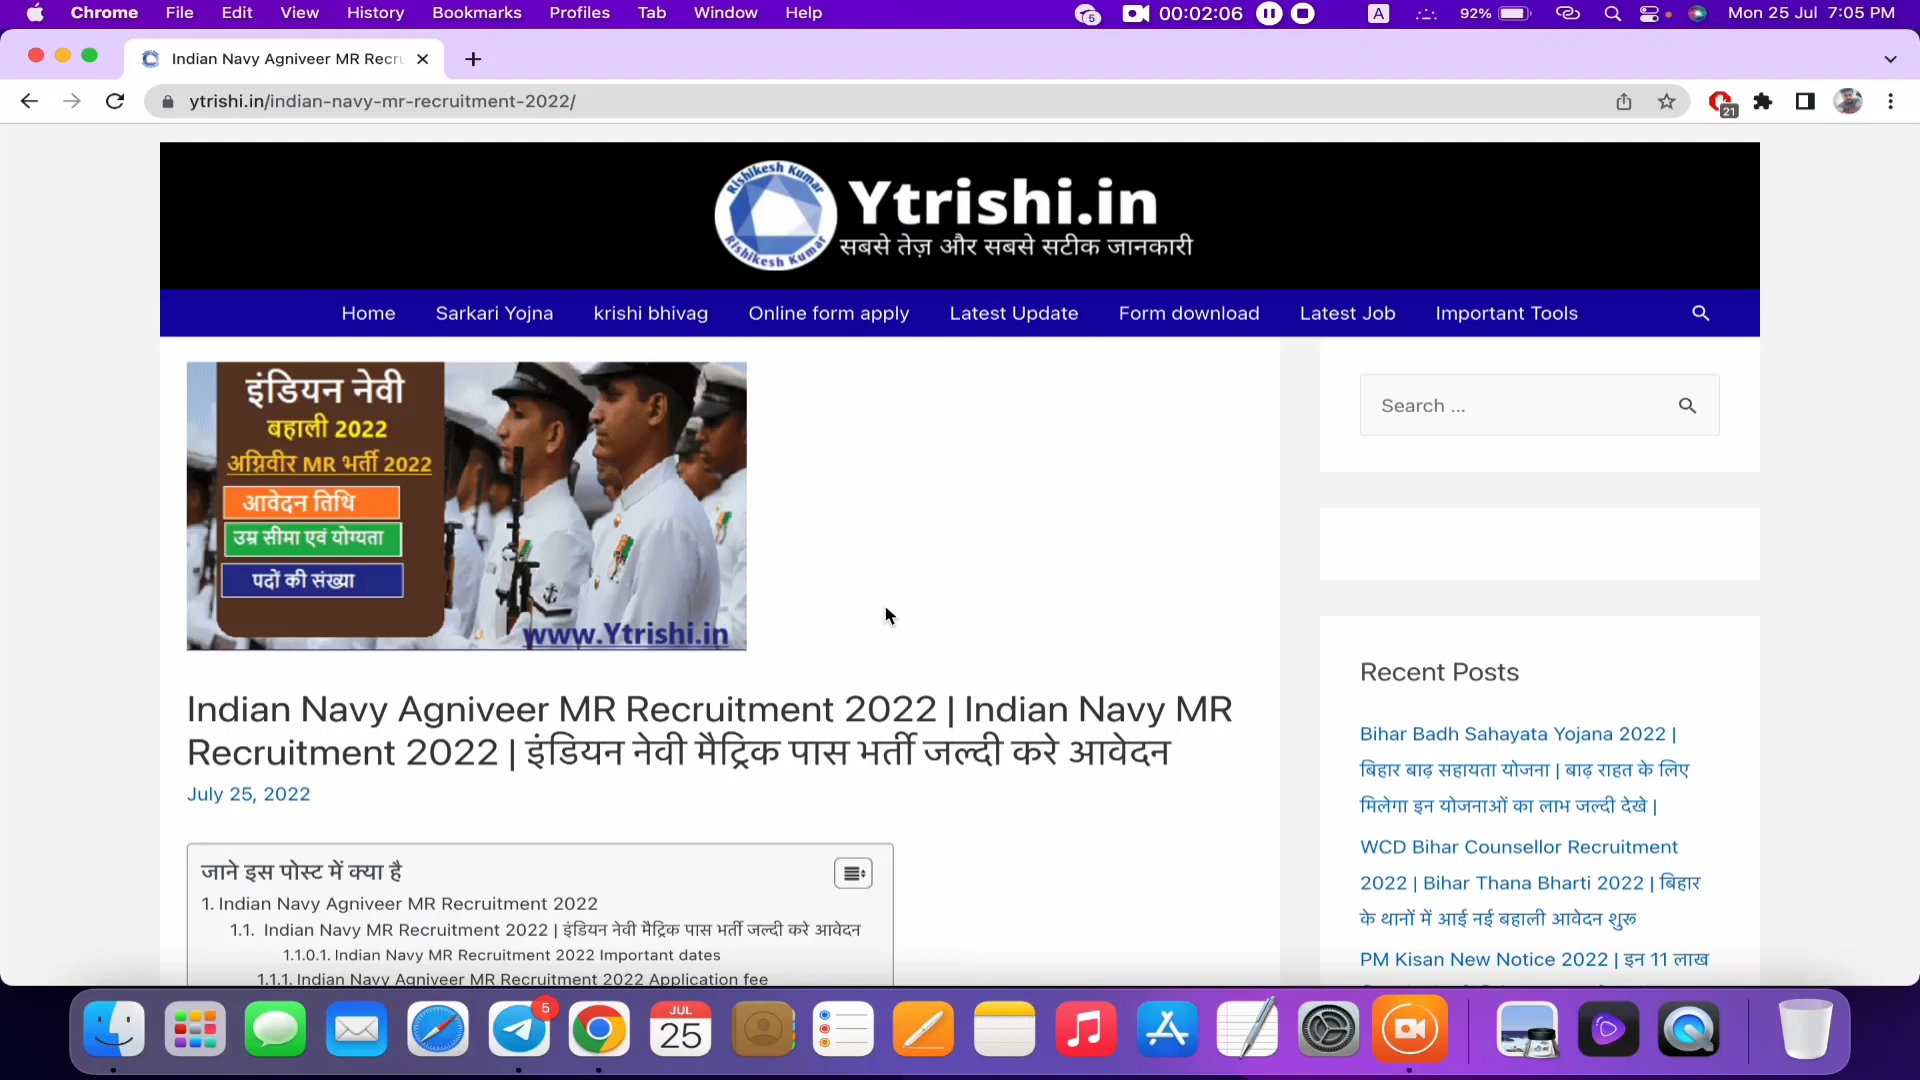 Chrome File Edit View History Bookmarks Profiles Tab Window Help 5 00:02:06 A 92% Mon 25 Jul 7:05 PM
Indian Navy Agniveer MR Recru
ytrishi.in/indian-navy-mr-recruitment-2022/ 21
Rishikesh Kumar
Rishikesh Kumar
Ytrishi.in
सबसे तेज़ और सबसे सटीक जानकारी
Home Sarkari Yojna krishi bhivag Online form apply Latest Update Form download Latest Job Important Tools
इंडियन नेवी
बहाली 2022
अग्निवीर MR भर्ती 2022
आवेदन तिथि
उम्र सीमा एवं योग्यता
पदों की संख्या
www.Ytrishi.in
Indian Navy Agniveer MR Recruitment 2022 | Indian Navy MR
Recruitment 2022 | इंडियन नेवी मैट्रिक पास भर्ती जल्दी करे आवेदन
July 25, 2022
जाने इस पोस्ट में क्या है
1. Indian Navy Agniveer MR Recruitment 2022
1.1. Indian Navy MR Recruitment 2022 | इंडियन नेवी मैट्रिक पास भर्ती जल्दी करे आवेदन
1.1.0.1. Indian Navy MR Recruitment 2022 Important dates
1.1.1. Indian Navy Agniveer MR Recruitment 2022 Application fee
Search ...
Recent Posts
Bihar Badh Sahayata Yojana 2022 |
बिहार बाढ़ सहायता योजना | बाढ़ राहत के लिए
मिलेगा इन योजनाओं का लाभ जल्दी देखे |
WCD Bihar Counsellor Recruitment
2022 | Bihar Thana Bharti 2022 | बिहार
के थानों में आई नई बहाली आवेदन शुरू
PM Kisan New Notice 2022 | इन 11 लाख
5
JUL
25